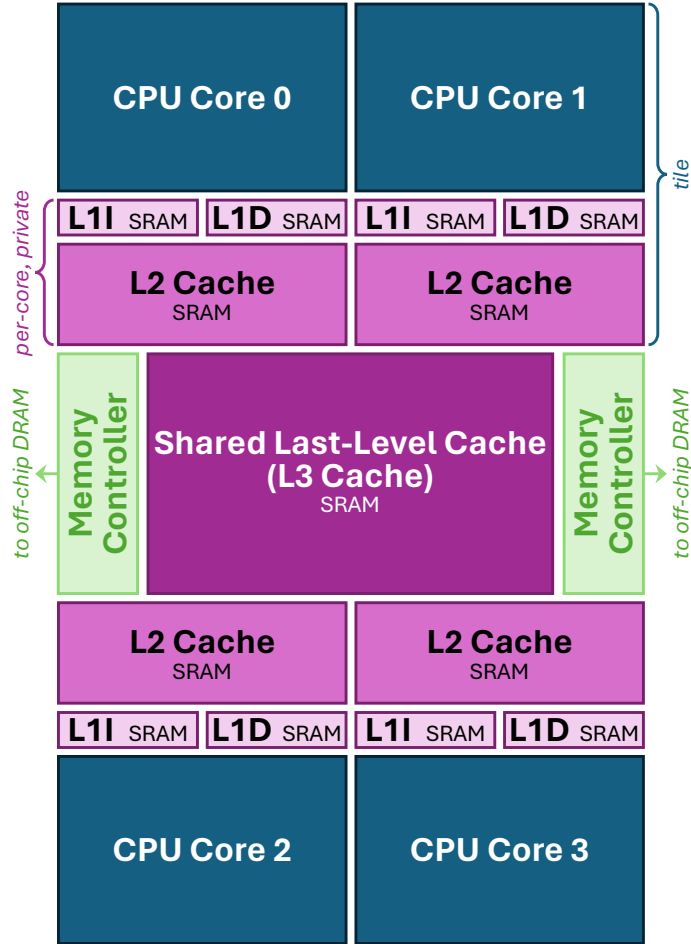 CPU Core 0
CPU Core 1
tile
per-core, private
L1I SRAM
L1D SRAM
L1I SRAM
L1D SRAM
L2 Cache
SRAM
L2 Cache
SRAM
to off-chip DRAM
Memory
Controller
Shared Last-Level Cache
(L3 Cache)
SRAM
Memory
Controller
to off-chip DRAM
L2 Cache
SRAM
L2 Cache
SRAM
L1I SRAM
L1D SRAM
L1I SRAM
L1D SRAM
CPU Core 2
CPU Core 3